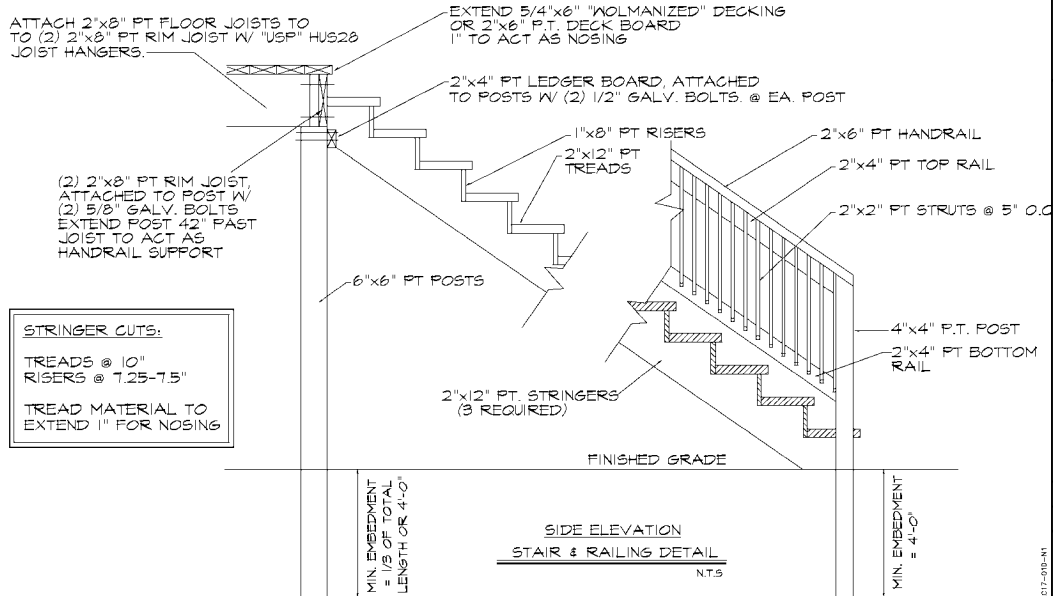 ATTACH 2"x8" PT FLOOR JOISTS TO
TO (2) 2"x8" PT RIM JOIST W/ "USP" HUS28
JOIST HANGERS.
EXTEND 5/4"x6" "WOLMANIZED" DECKING
OR 2"x6" P.T. DECK BOARD
1" TO ACT AS NOSING
2"x4" PT LEDGER BOARD, ATTACHED
TO POSTS W/ (2) 1/2" GALV. BOLTS. @ EA. POST
1"x8" PT RISERS
2"x12" PT
TREADS
2"x6" PT HANDRAIL
2"x4" PT TOP RAIL
2"x2" PT STRUTS @ 5" O.C
(2) 2"x8" PT RIM JOIST,
ATTACHED TO POST W/
(2) 5/8" GALV. BOLTS
EXTEND POST 42" PAST
JOIST TO ACT AS
HANDRAIL SUPPORT
6"x6" PT POSTS
STRINGER CUTS:
TREADS @ 10"
RISERS @ 7.25-7.5"
TREAD MATERIAL TO
EXTEND 1" FOR NOSING
4"x4" P.T. POST
2"x4" PT BOTTOM
RAIL
2"x12" PT. STRINGERS
(3 REQUIRED)
FINISHED GRADE
MIN. EMBEDMENT
= 1/3 OF TOTAL
LENGTH OR 4'-0"
SIDE ELEVATION
STAIR & RAILING DETAIL
N.T.S
MIN. EMBEDMENT
= 4'-0"
C17-010-N1